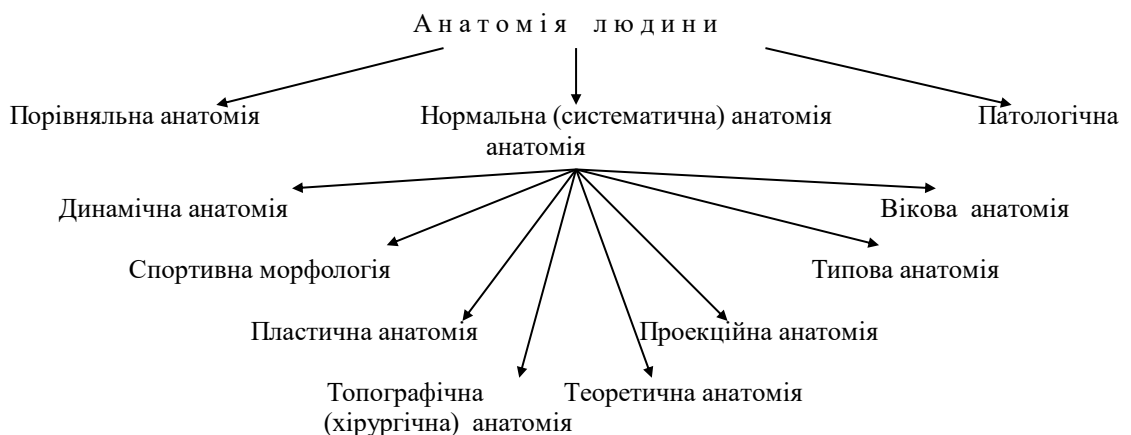 А н а т о м і я л ю д и н и
Порівняльна анатомія Нормальна (систематична) анатомія Патологічна
анатомія
Динамічна анатомія Вікова анатомія
Спортивна морфологія Типова анатомія
Пластична анатомія Проекційна анатомія
Топографічна Теоретична анатомія
(хірургічна) анатомія